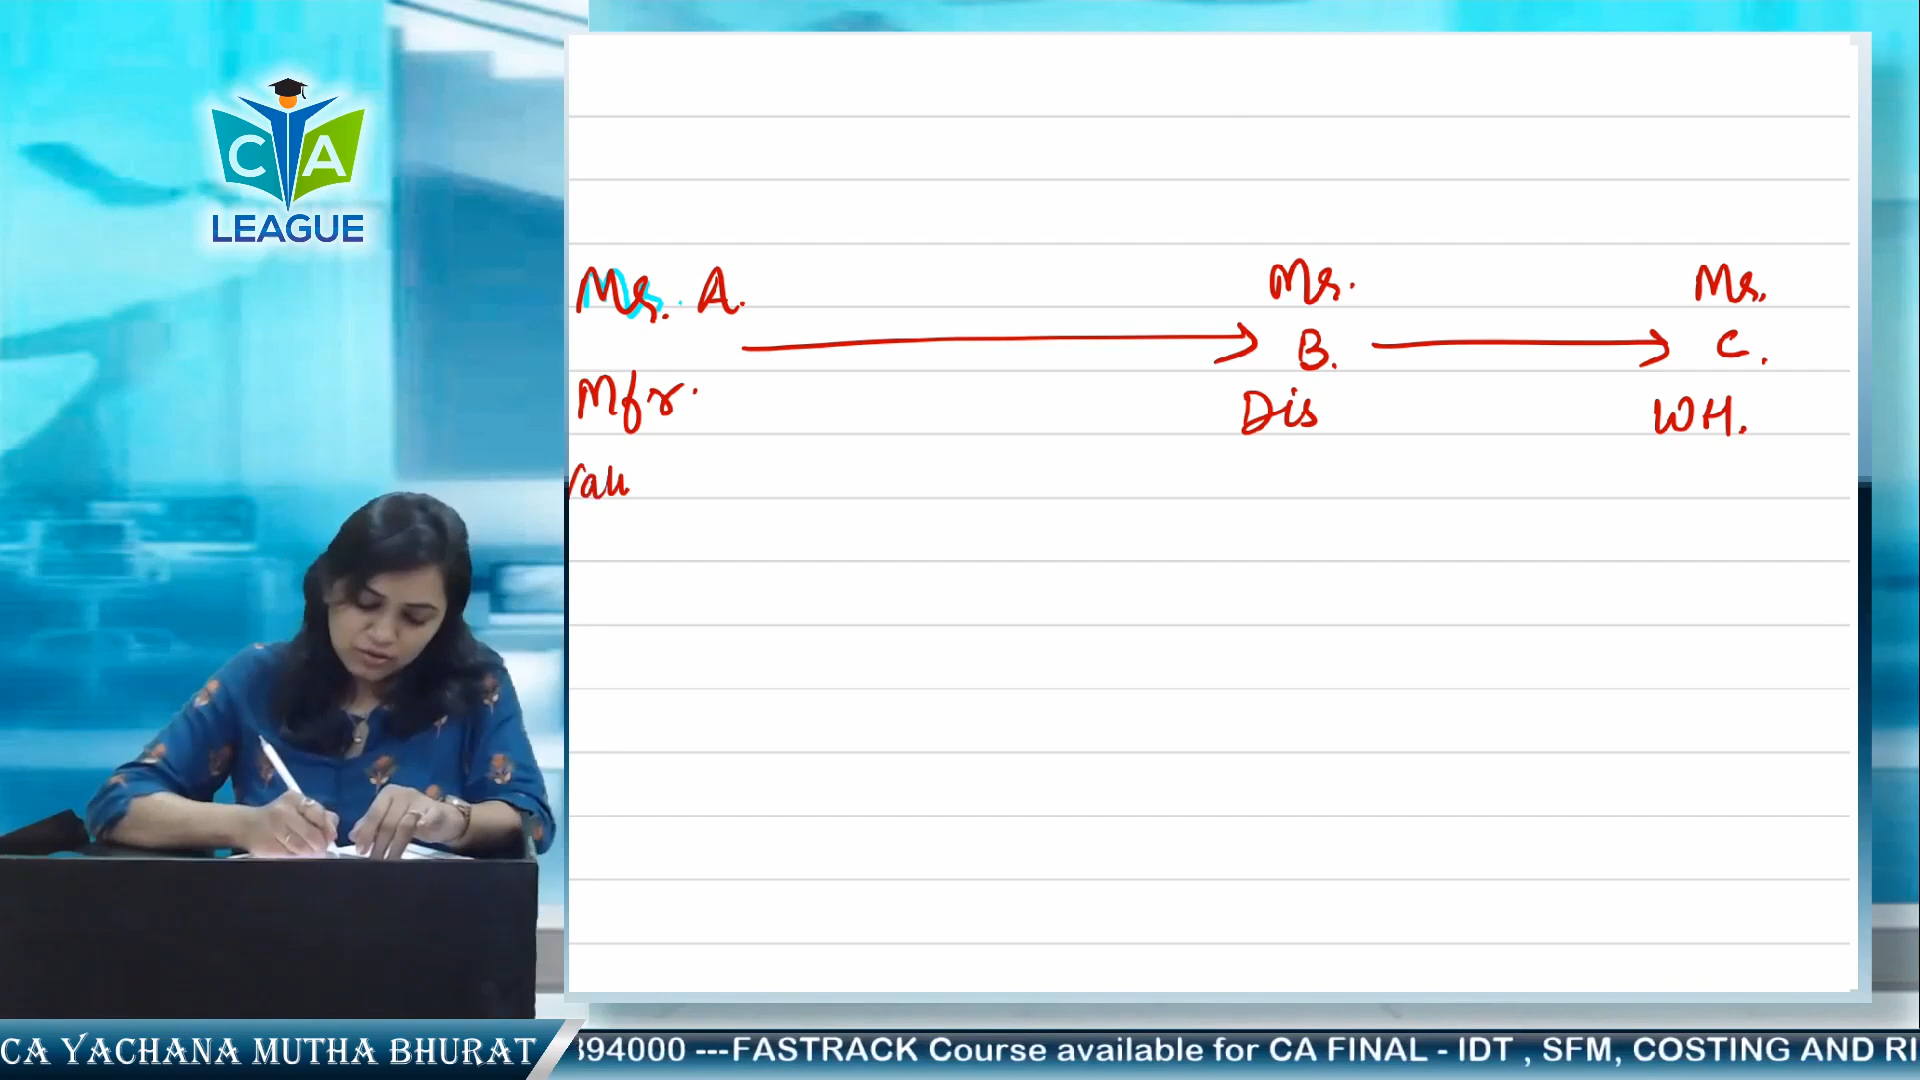 CA
LEAGUE
Mr. A.
Mr.
B.
Mr.
C.
Mfr.
Dis
WH.
CA YACHANA MUTHA BHURAT
394000 ---FASTRACK Course available for CA FINAL - IDT , SFM, COSTING AND RI